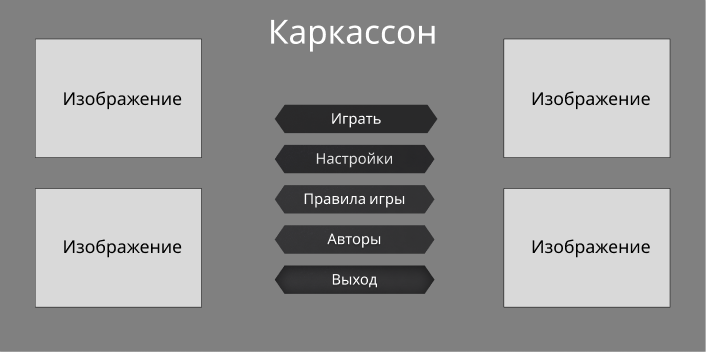 Каркассон
Изображение
Изображение
Играть
Настройки
Правила игры
Авторы
Выход
Изображение
Изображение